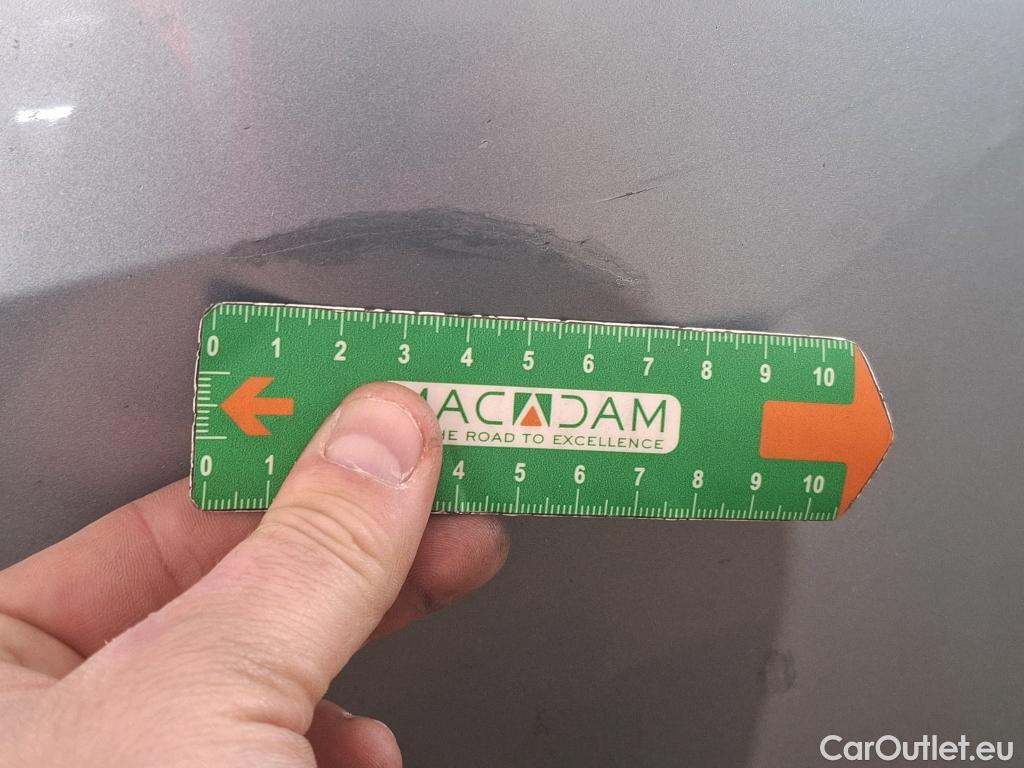 0 1 2 3 4 5 6 7 8 9 10
MACADAM
HE ROAD TO EXCELLENCE
0 1 4 5 6 7 8 9 10
CarOutlet.eu